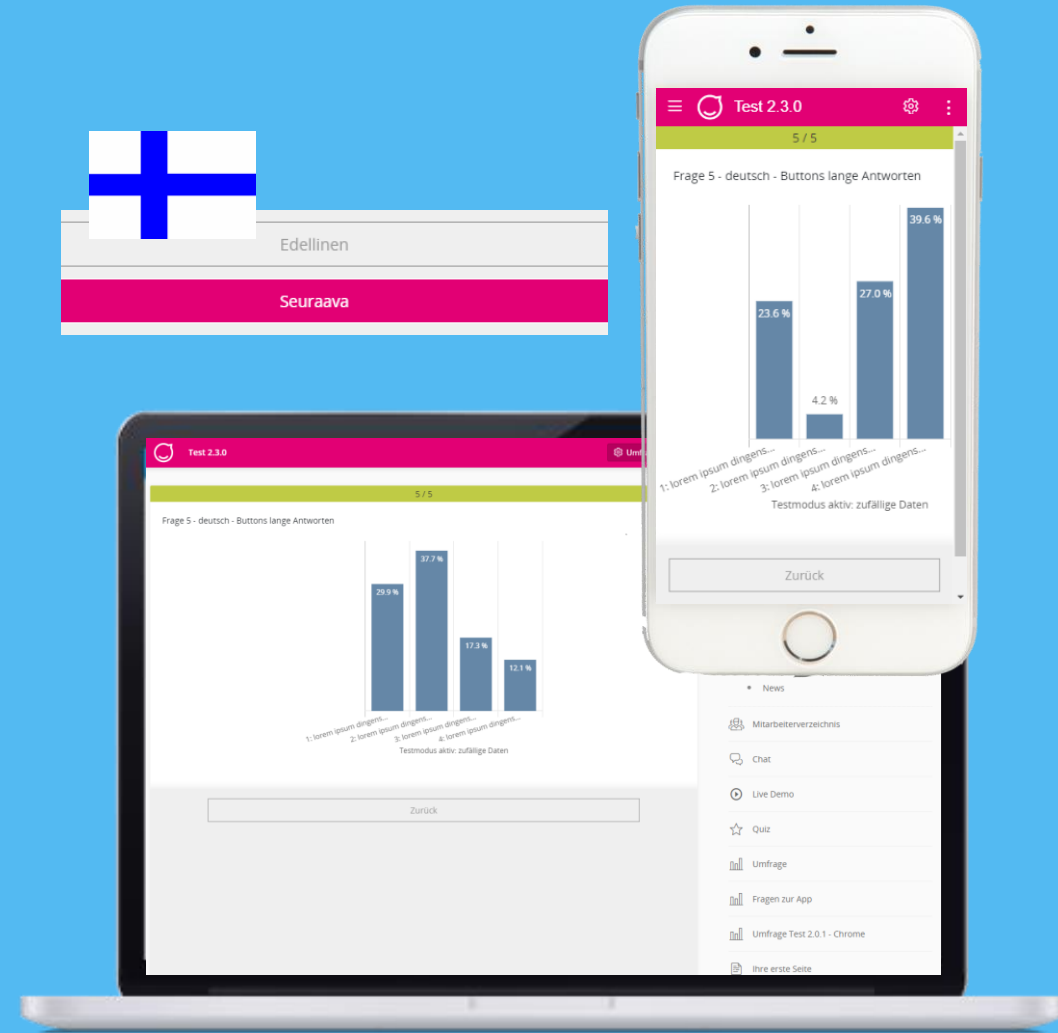 Edellinen
Seuraava
Test 2.3.0
5 / 5
Frage 5 - deutsch - Buttons lange Antworten
39.6 %
27.0 %
23.6 %
4.2 %
1: lorem ipsum dingens...
2: lorem ipsum dingens...
3: lorem ipsum dingens...
4: lorem ipsum dingens...
Testmodus aktiv: zufällige Daten
Zurück
Test 2.3.0
5 / 5
Frage 5 - deutsch - Buttons lange Antworten
37.7 %
29.9 %
17.3 %
12.1 %
1: lorem ipsum dingens...
2: lorem ipsum dingens...
3: lorem ipsum dingens...
4: lorem ipsum dingens...
Testmodus aktiv: zufällige Daten
Zurück
News
Mitarbeiterverzeichnis
Chat
Live Demo
Quiz
Umfrage
Fragen zur App
Umfrage Test 2.0.1 - Chrome
Ihre erste Seite